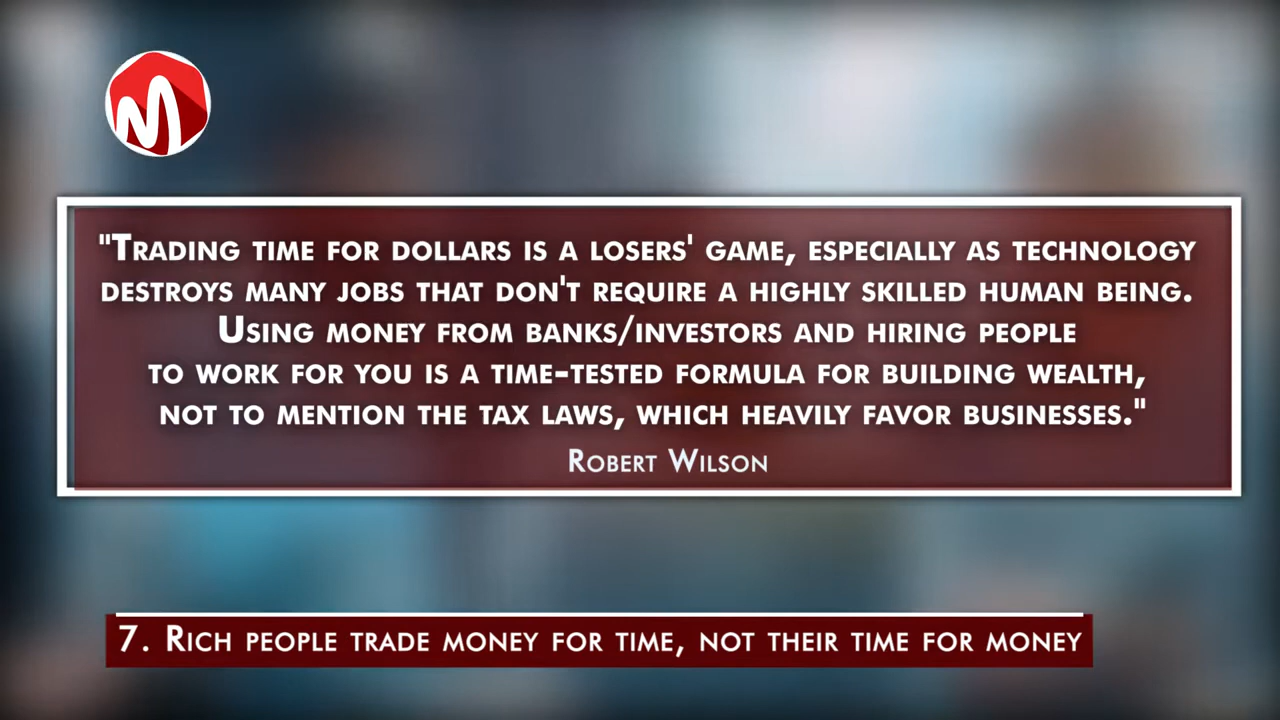 "Trading time for dollars is a losers' game, especially as technology
destroys many jobs that don't require a highly skilled human being.
Using money from banks/investors and hiring people
to work for you is a time-tested formula for building wealth,
not to mention the tax laws, which heavily favor businesses."
Robert Wilson
7. Rich people trade money for time, not their time for money